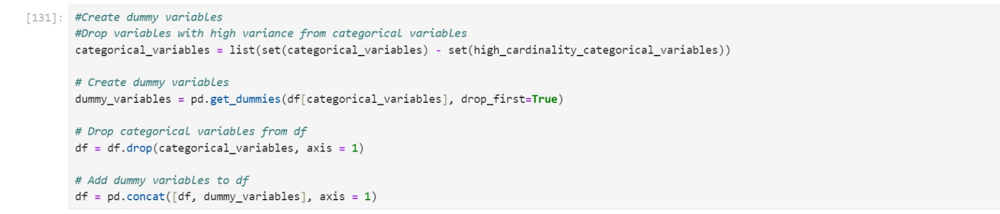 [131]: #Create dummy variables
#Drop variables with high variance from categorical variables
categorical_variables = list(set(categorical_variables) - set(high_cardinality_categorical_variables))
# Create dummy variables
dummy_variables = pd.get_dummies(df[categorical_variables], drop_first=True)
# Drop categorical variables from df
df = df.drop(categorical_variables, axis = 1)
# Add dummy variables to df
df = pd.concat([df, dummy_variables], axis = 1)